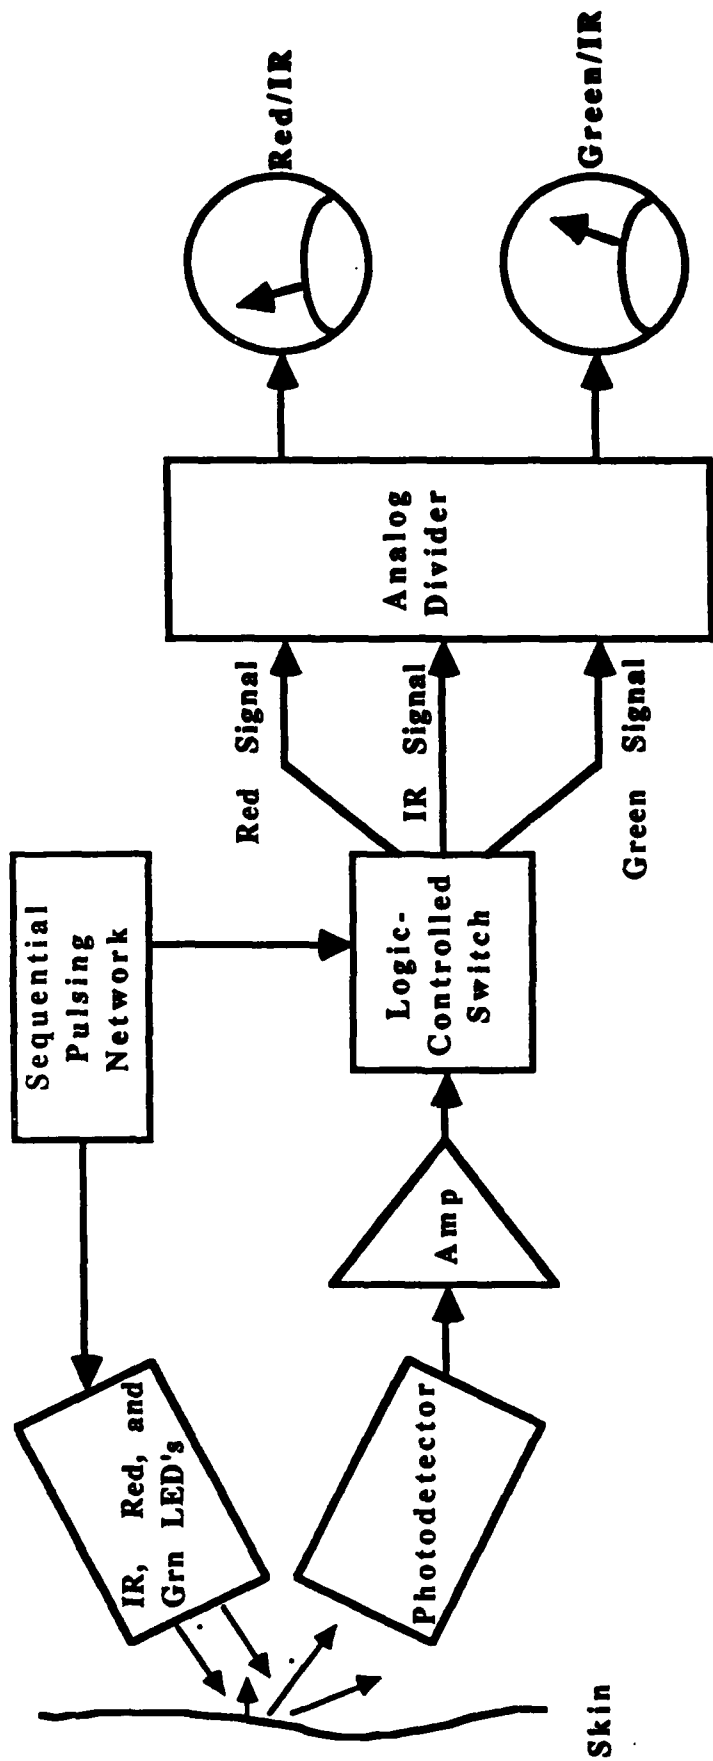 Sequential
Pulsing
Network
IR, Red, and
Grn LED's
Photodetector
Amp
Logic-
Controlled
Switch
Red Signal
IR Signal
Green Signal
Analog
Divider
Red/IR
Green/IR
Skin